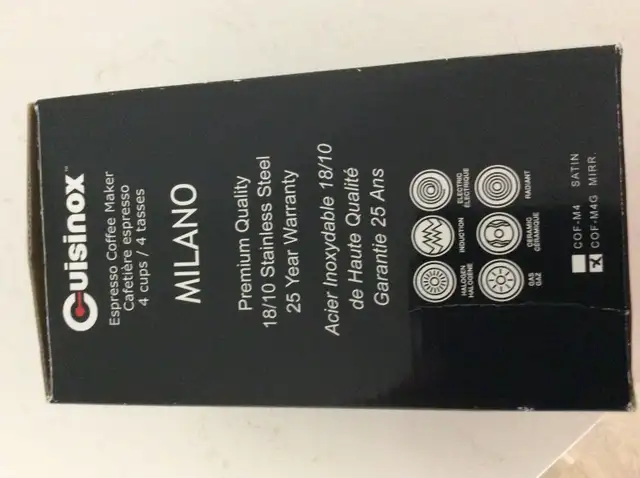 Cuisinox™
Espresso Coffee Maker
Cafetière espresso
4 cups / 4 tasses
MILANO
Premium Quality
18/10 Stainless Steel
25 Year Warranty
Acier Inoxydable 18/10
de Haute Qualité
Garantie 25 Ans
HALOGEN
HALOGÈNE
INDUCTION
ELECTRIC
ÉLECTRIQUE
GAS
GAZ
CERAMIC
CÉRAMIQUE
RADIANT
COF-M4 SATIN
COF-M4G MIRR.